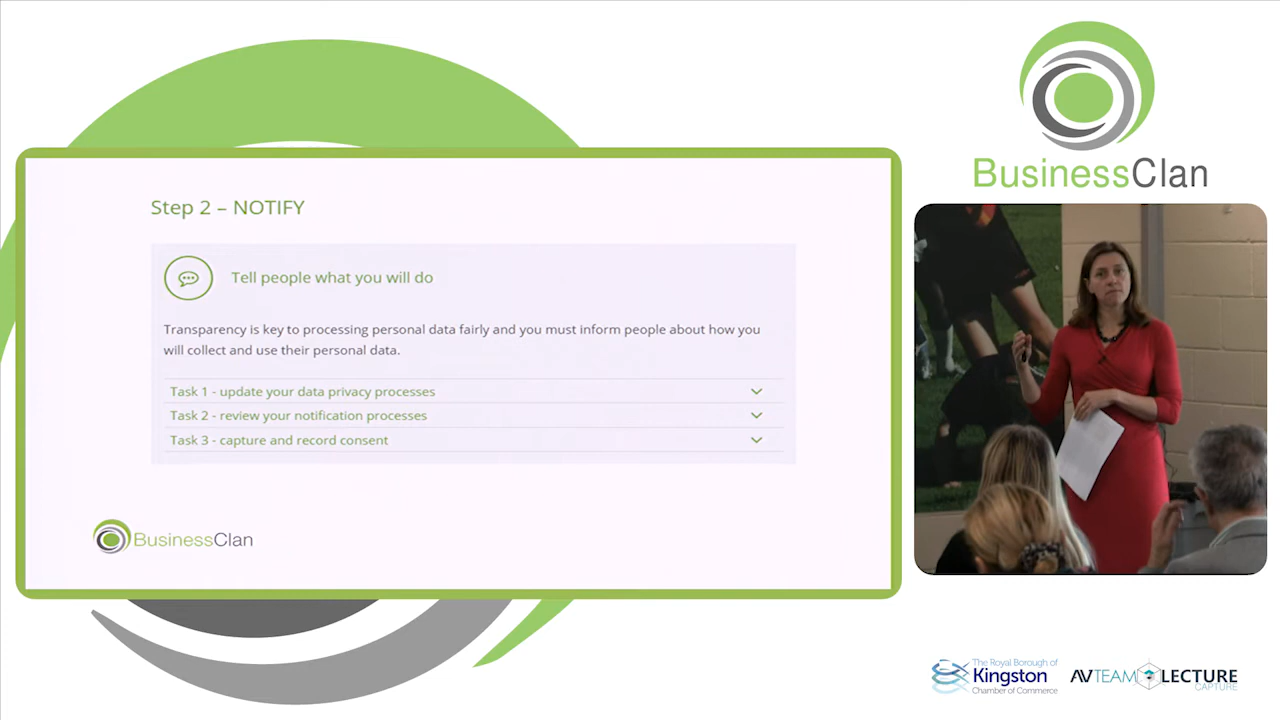 Step 2 – NOTIFY
Tell people what you will do
Transparency is key to processing personal data fairly and you must inform people about how you
will collect and use their personal data.
Task 1 - update your data privacy processes
Task 2 - review your notification processes
Task 3 - capture and record consent
BusinessClan
BusinessClan
The Royal Borough of
Kingston
Chamber of Commerce
AVTEAM LECTURE
CAPTURE